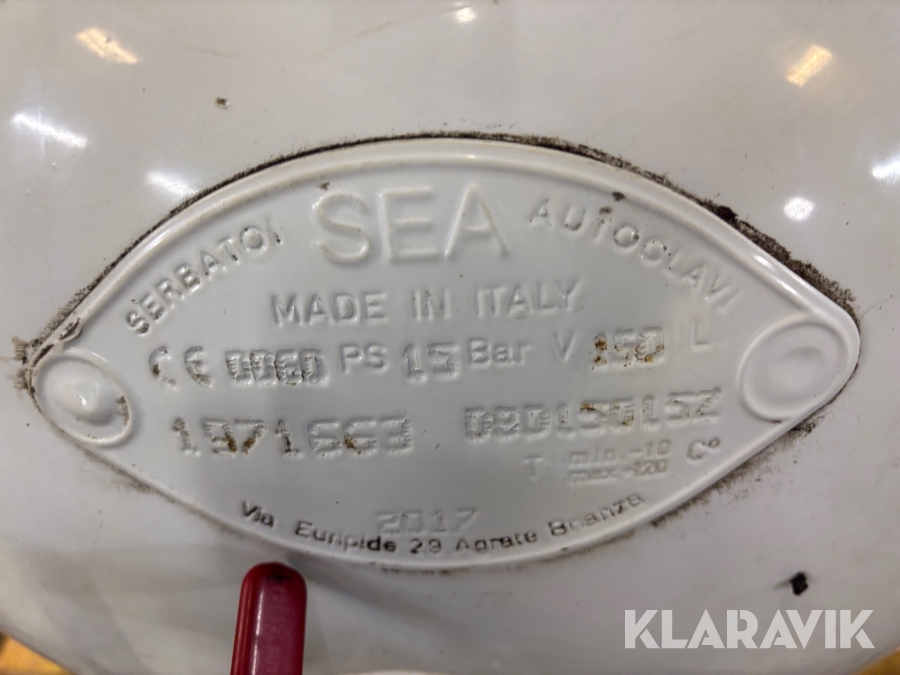 SERBATOI SEA AUTOCLAVI
MADE IN ITALY
CE 0060 PS 15 Bar V 150 L
1971663 D8D15015Z
T min.-10 C°
max.+120
2017
Via Euripide 29 Agrate Brianza
KLARAVIK